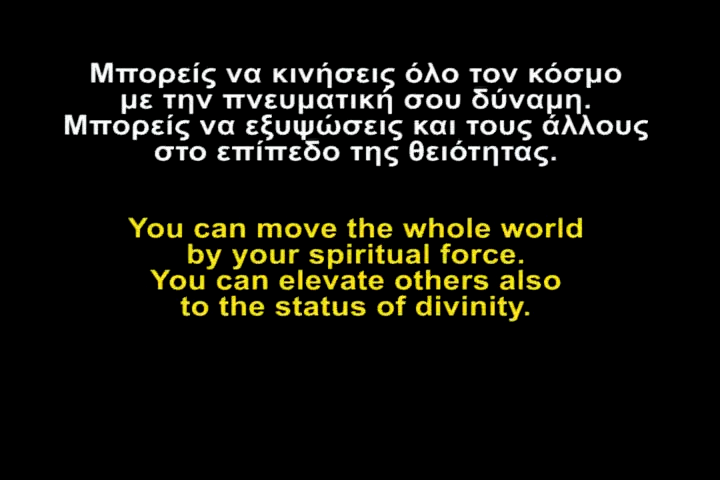 Μπορείς να κινήσεις όλο τον κόσμο
με την πνευματική σου δύναμη.
Μπορείς να εξυψώσεις και τους άλλους
στο επίπεδο της θειότητας.
You can move the whole world
by your spiritual force.
You can elevate others also
to the status of divinity.